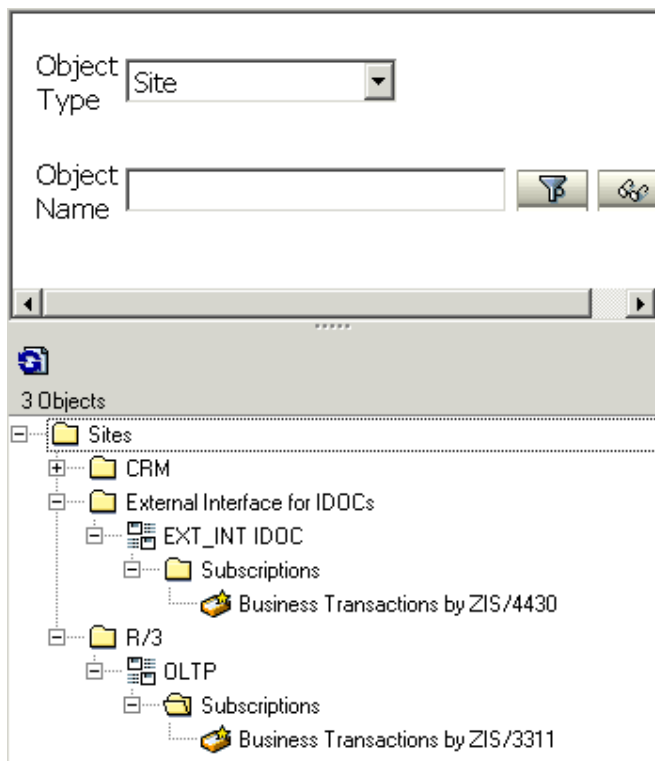 Object
Type
Site
Object
Name
3 Objects
Sites
CRM
External Interface for IDOCs
EXT_INT IDOC
Subscriptions
Business Transactions by ZIS/4430
R/3
OLTP
Subscriptions
Business Transactions by ZIS/3311